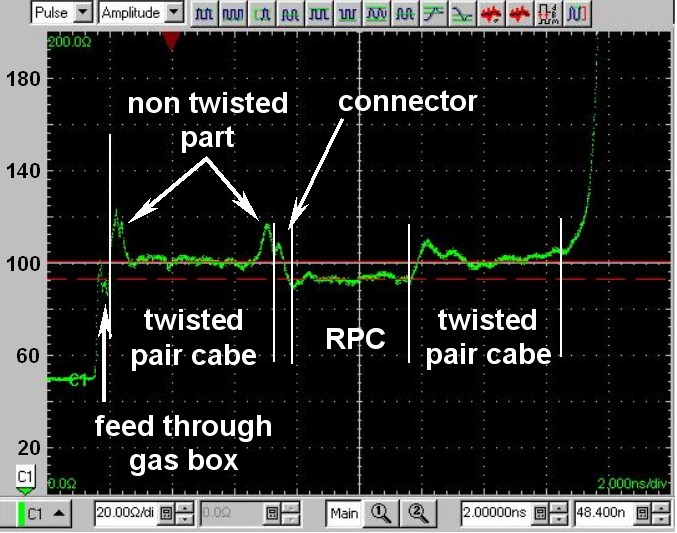 Pulse Amplitude
200.0Ω
180
non twisted
part
connector
140
100
twisted
pair cabe
RPC
twisted
pair cabe
60
C1
feed through
gas box
20
C1
0.0Ω
2.000ns/div
C1 20.00Ω/di 0.0Ω Main 1 2 2.00000ns 48.400n